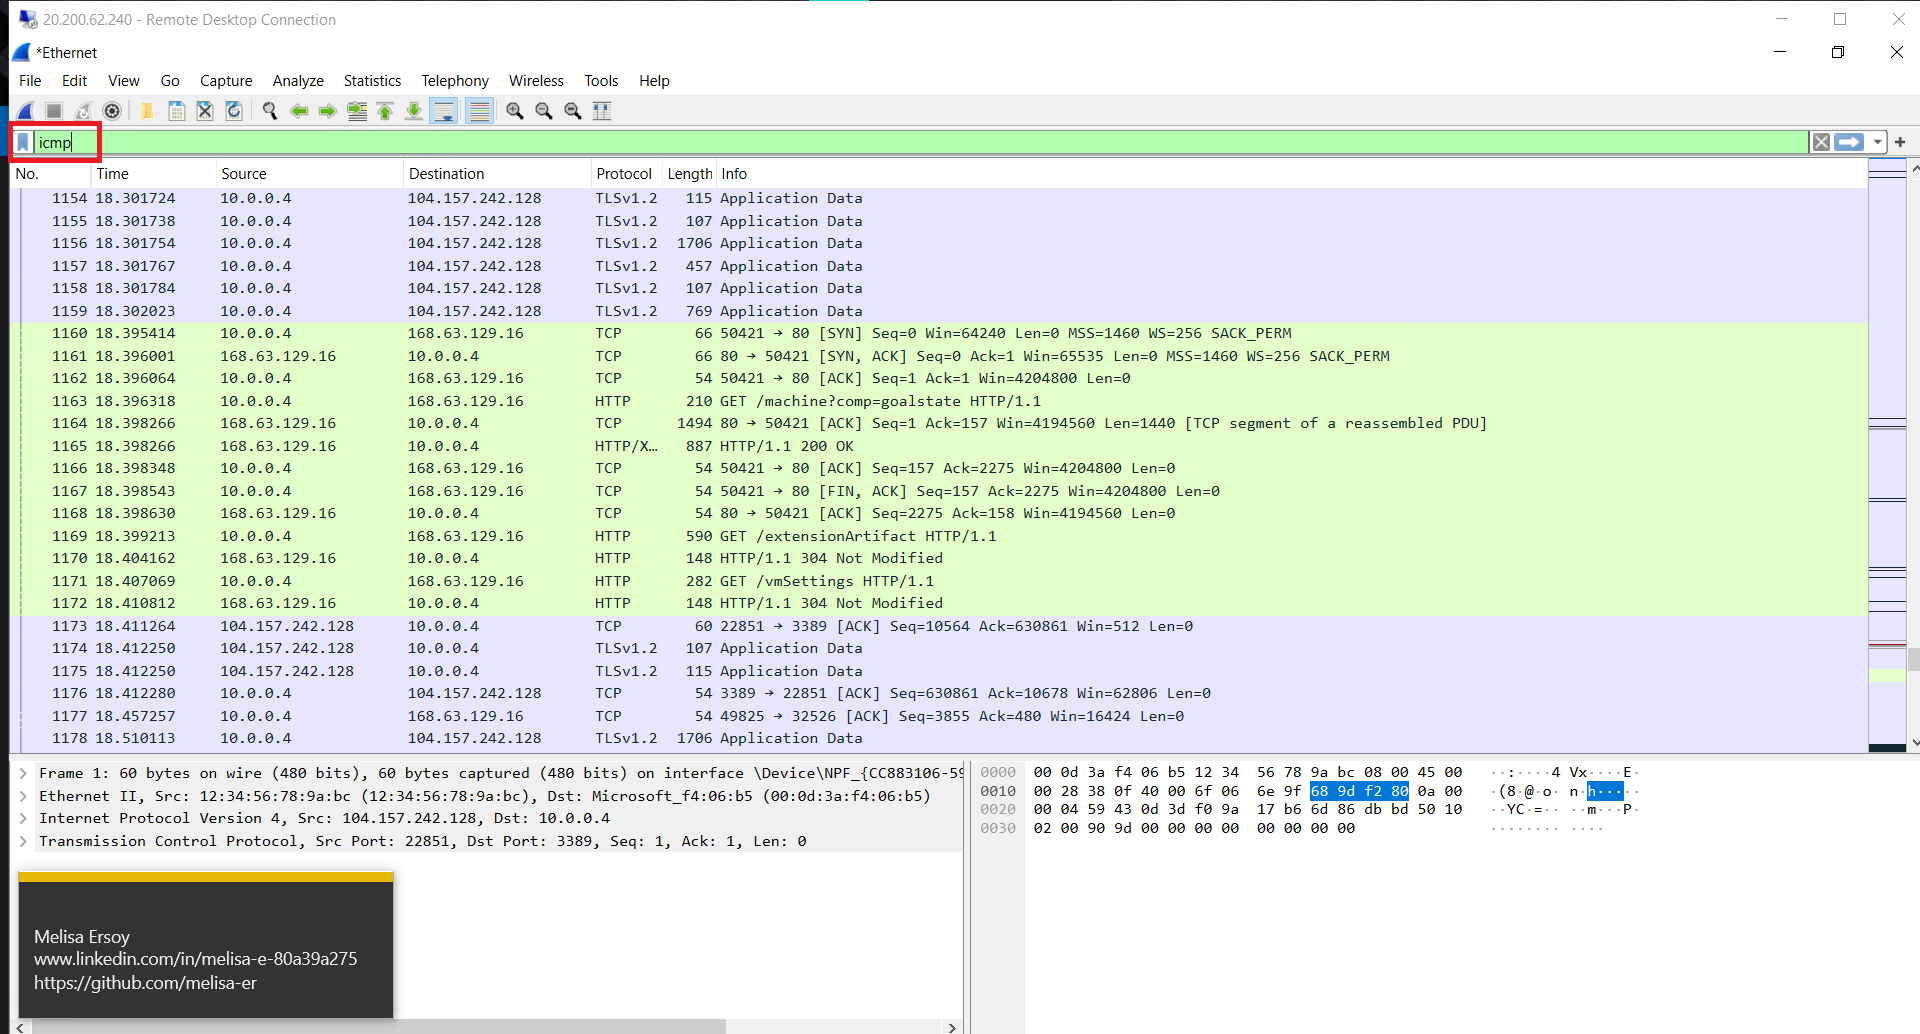 20.200.62.240 - Remote Desktop Connection
*Ethernet
File Edit View Go Capture Analyze Statistics Telephony Wireless Tools Help
icmp
No. Time Source Destination Protocol Length Info
1154 18.301724 10.0.0.4 104.157.242.128 TLSv1.2 115 Application Data
1155 18.301738 10.0.0.4 104.157.242.128 TLSv1.2 107 Application Data
1156 18.301754 10.0.0.4 104.157.242.128 TLSv1.2 1706 Application Data
1157 18.301767 10.0.0.4 104.157.242.128 TLSv1.2 457 Application Data
1158 18.301784 10.0.0.4 104.157.242.128 TLSv1.2 107 Application Data
1159 18.302023 10.0.0.4 104.157.242.128 TLSv1.2 769 Application Data
1160 18.395414 10.0.0.4 168.63.129.16 TCP 66 50421 → 80 [SYN] Seq=0 Win=64240 Len=0 MSS=1460 WS=256 SACK_PERM
1161 18.396001 168.63.129.16 10.0.0.4 TCP 66 80 → 50421 [SYN, ACK] Seq=0 Ack=1 Win=65535 Len=0 MSS=1460 WS=256 SACK_PERM
1162 18.396064 10.0.0.4 168.63.129.16 TCP 54 50421 → 80 [ACK] Seq=1 Ack=1 Win=4204800 Len=0
1163 18.396318 10.0.0.4 168.63.129.16 HTTP 210 GET /machine?comp=goalstate HTTP/1.1
1164 18.398266 168.63.129.16 10.0.0.4 TCP 1494 80 → 50421 [ACK] Seq=1 Ack=157 Win=4194560 Len=1440 [TCP segment of a reassembled PDU]
1165 18.398266 168.63.129.16 10.0.0.4 HTTP/X… 887 HTTP/1.1 200 OK
1166 18.398348 10.0.0.4 168.63.129.16 TCP 54 50421 → 80 [ACK] Seq=157 Ack=2275 Win=4204800 Len=0
1167 18.398543 10.0.0.4 168.63.129.16 TCP 54 50421 → 80 [FIN, ACK] Seq=157 Ack=2275 Win=4204800 Len=0
1168 18.398630 168.63.129.16 10.0.0.4 TCP 54 80 → 50421 [ACK] Seq=2275 Ack=158 Win=4194560 Len=0
1169 18.399213 10.0.0.4 168.63.129.16 HTTP 590 GET /extensionArtifact HTTP/1.1
1170 18.404162 168.63.129.16 10.0.0.4 HTTP 148 HTTP/1.1 304 Not Modified
1171 18.407069 10.0.0.4 168.63.129.16 HTTP 282 GET /vmSettings HTTP/1.1
1172 18.410812 168.63.129.16 10.0.0.4 HTTP 148 HTTP/1.1 304 Not Modified
1173 18.411264 104.157.242.128 10.0.0.4 TCP 60 22851 → 3389 [ACK] Seq=10564 Ack=630861 Win=512 Len=0
1174 18.412250 104.157.242.128 10.0.0.4 TLSv1.2 107 Application Data
1175 18.412250 104.157.242.128 10.0.0.4 TLSv1.2 115 Application Data
1176 18.412280 10.0.0.4 104.157.242.128 TCP 54 3389 → 22851 [ACK] Seq=630861 Ack=10678 Win=62806 Len=0
1177 18.457257 10.0.0.4 168.63.129.16 TCP 54 49825 → 32526 [ACK] Seq=3855 Ack=480 Win=16424 Len=0
1178 18.510113 10.0.0.4 104.157.242.128 TLSv1.2 1706 Application Data
Frame 1: 60 bytes on wire (480 bits), 60 bytes captured (480 bits) on interface \Device\NPF_{CC883106-59
Ethernet II, Src: 12:34:56:78:9a:bc (12:34:56:78:9a:bc), Dst: Microsoft_f4:06:b5 (00:0d:3a:f4:06:b5)
Internet Protocol Version 4, Src: 104.157.242.128, Dst: 10.0.0.4
Transmission Control Protocol, Src Port: 22851, Dst Port: 3389, Seq: 1, Ack: 1, Len: 0
0000 00 0d 3a f4 06 b5 12 34 56 78 9a bc 08 00 45 00 ··:····4 Vx····E·
0010 00 28 38 0f 40 00 6f 06 6e 9f 68 9d f2 80 0a 00 ·(8·@·o· n·h·····
0020 00 04 59 43 0d 3d f0 9a 17 b6 6d 86 db bd 50 10 ··YC·=·· ··m···P·
0030 02 00 90 9d 00 00 00 00 00 00 00 00 ········ ····
Melisa Ersoy
www.linkedin.com/in/melisa-e-80a39a275
https://github.com/melisa-er